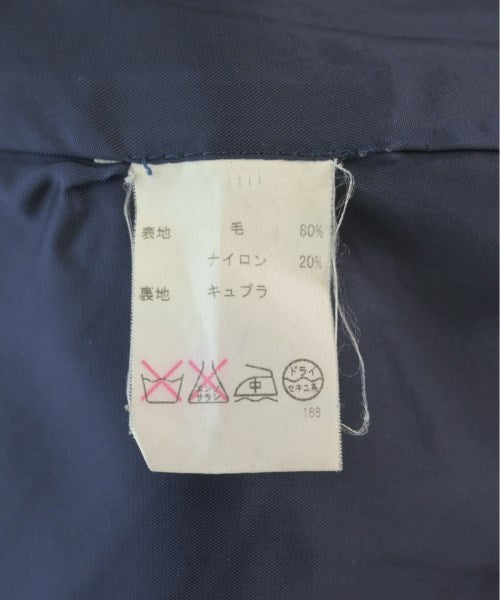 表地 毛 80%
ナイロン 20%
裏地 キュプラ
エンソ
サラシ
中
ドライ
セキユ系
168